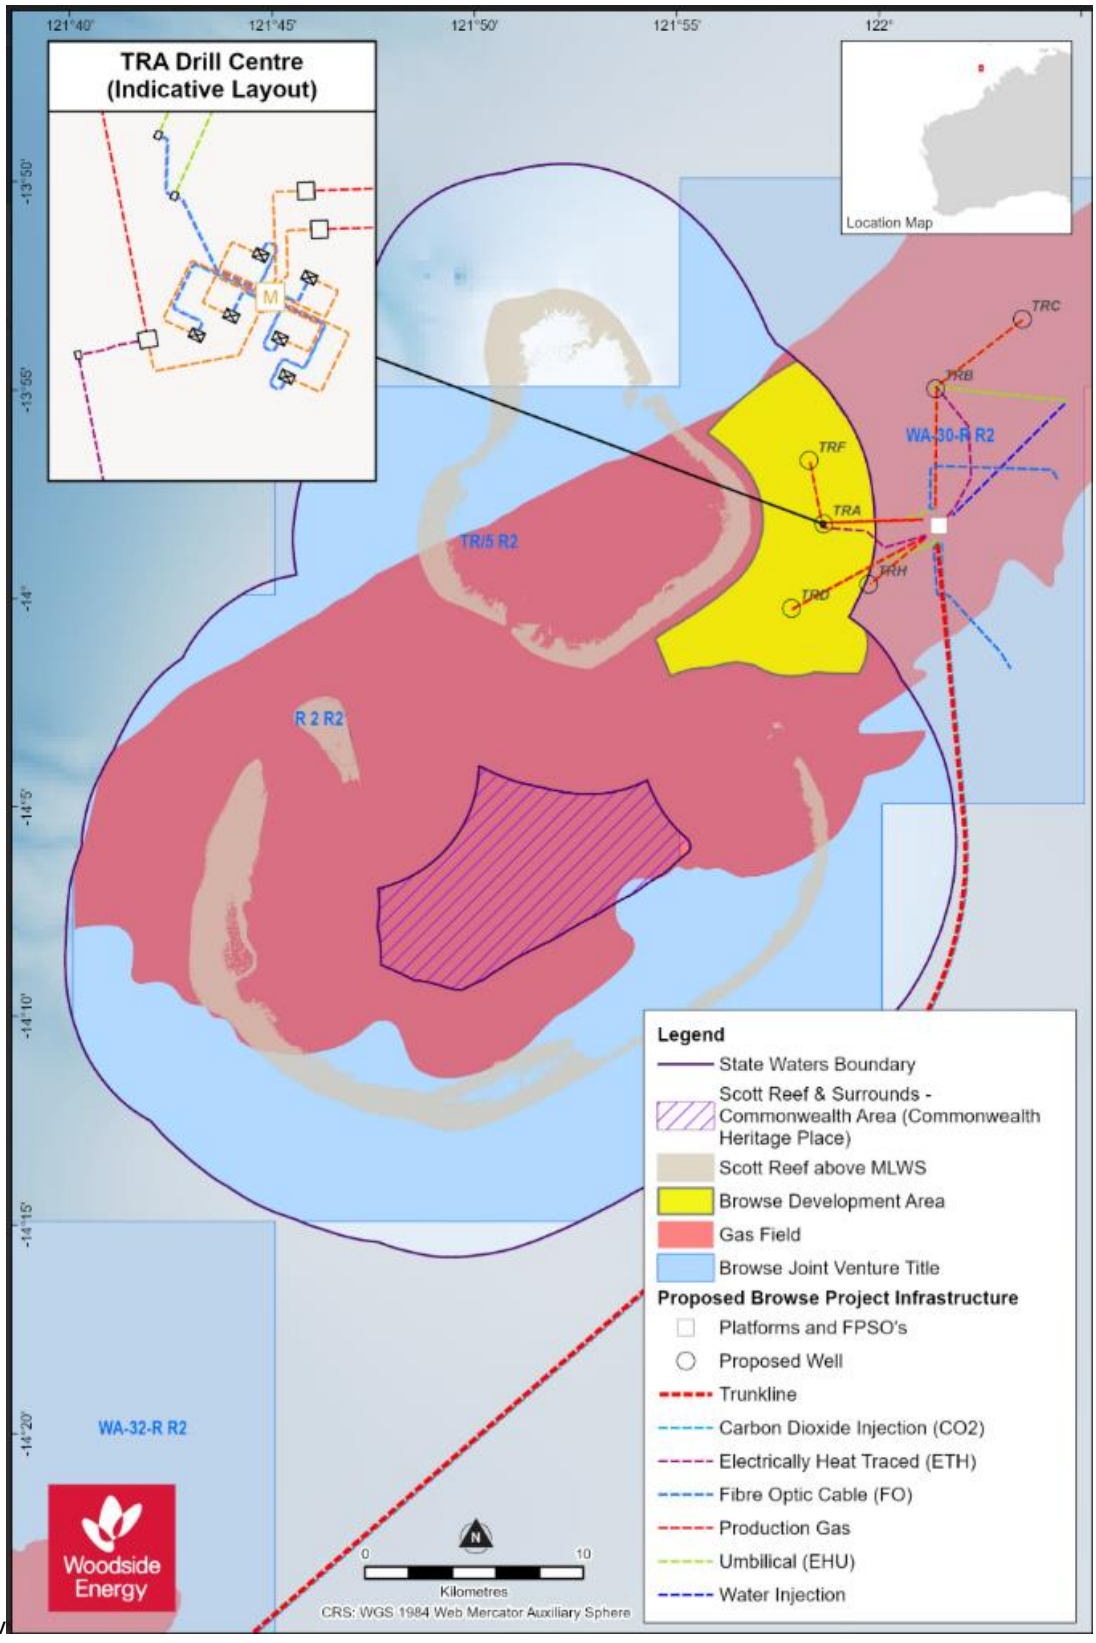 121°40'
121°45'
121°50'
121°55'
122°
TRA Drill Centre
(Indicative Layout)
M
Location Map
-13°50'
-13°55'
-14°
-14°5'
-14°10'
-14°15'
-14°20'
TRC
TRB
WA-30-R R2
TRF
TRA
TR/5 R2
TRH
TRD
R 2 R2
Legend
State Waters Boundary
Scott Reef & Surrounds -
Commonwealth Area (Commonwealth
Heritage Place)
Scott Reef above MLWS
Browse Development Area
Gas Field
Browse Joint Venture Title
Proposed Browse Project Infrastructure
Platforms and FPSO's
Proposed Well
Trunkline
Carbon Dioxide Injection (CO2)
Electrically Heat Traced (ETH)
Fibre Optic Cable (FO)
Production Gas
Umbilical (EHU)
Water Injection
WA-32-R R2
Woodside
Energy
N
0 10
Kilometres
CRS: WGS 1984 Web Mercator Auxiliary Sphere